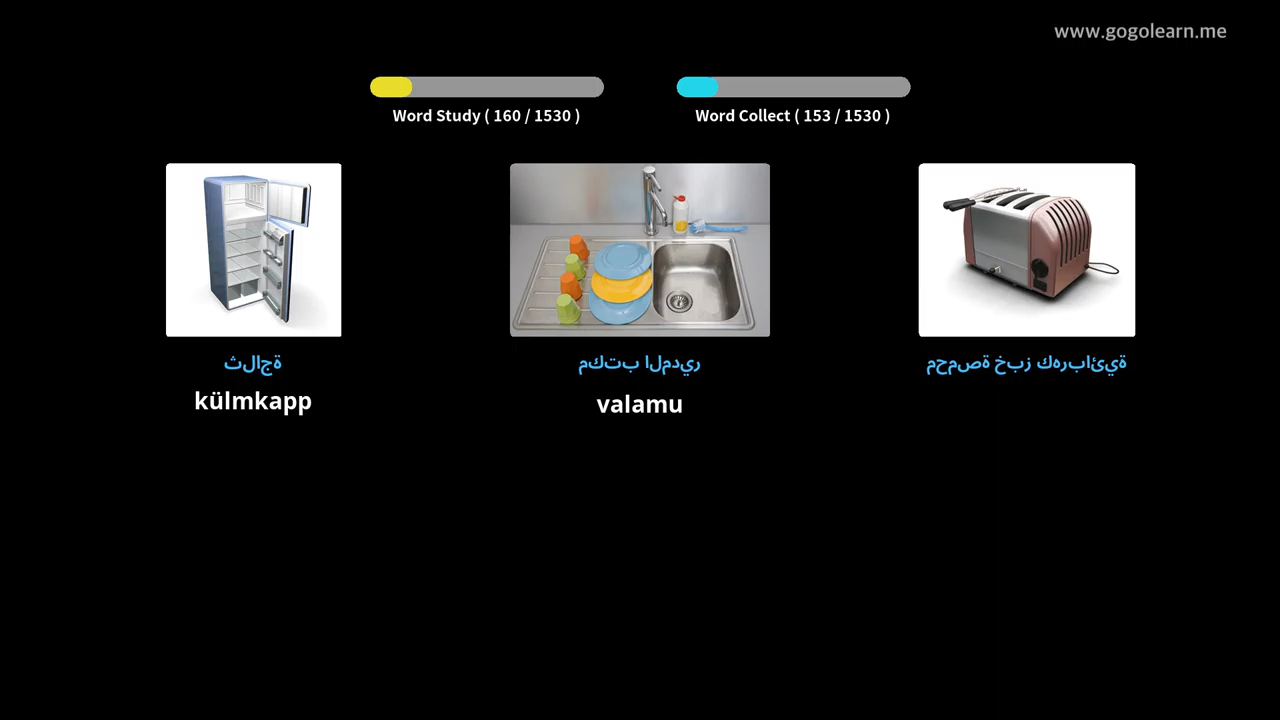 www.gogolearn.me
Word Study ( 160 / 1530 )
Word Collect ( 153 / 1530 )
ثلاجة
مكتب المدير
محمصة خبز كهربائية
külmkapp
valamu